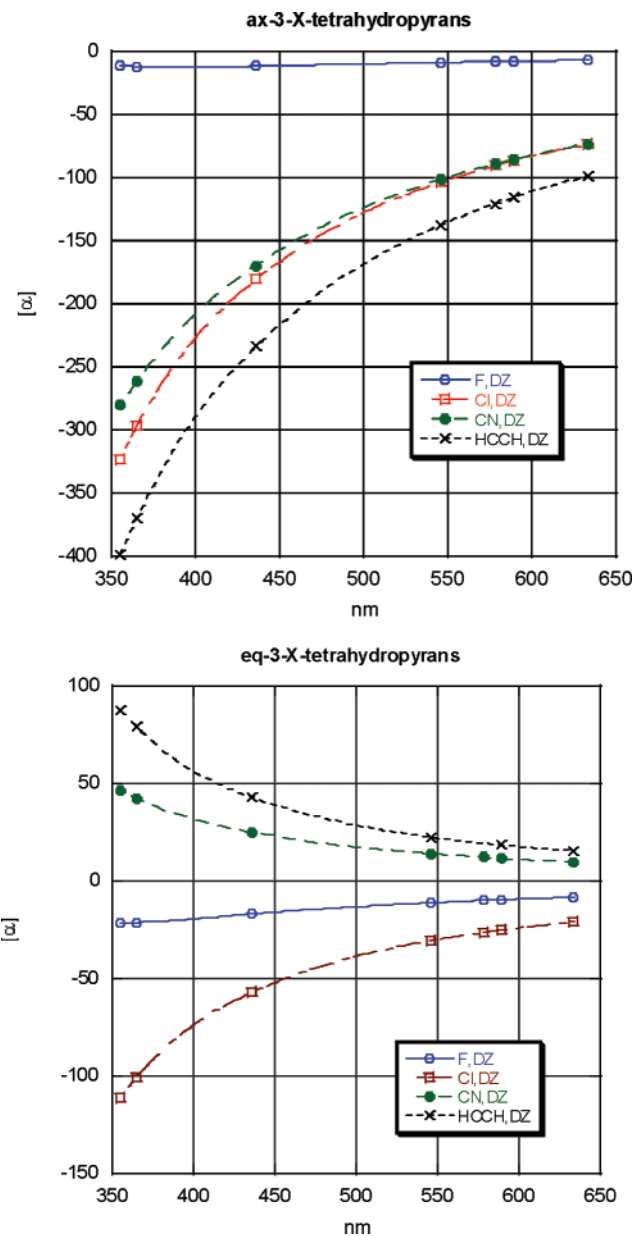 ax-3-X-tetrahydropyrans
0
-50
-100
-150
-200
-250
-300
-350
-400
[α]
F, DZ
Cl, DZ
CN, DZ
HCCH, DZ
350 400 450 500 550 600 650
nm
eq-3-X-tetrahydropyrans
100
50
0
-50
-100
-150
[α]
F, DZ
Cl, DZ
CN, DZ
HCCH, DZ
350 400 450 500 550 600 650
nm